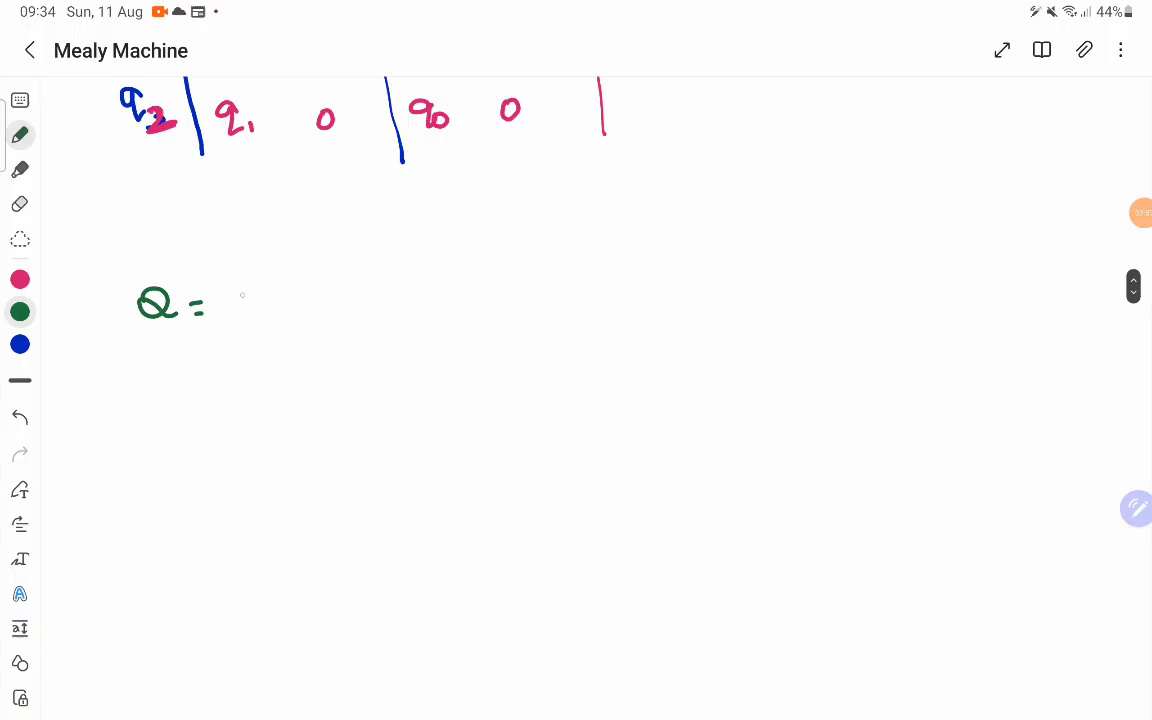 09:34 Sun, 11 Aug 44%
Mealy Machine
q2 q1 0 q0 0
Q =